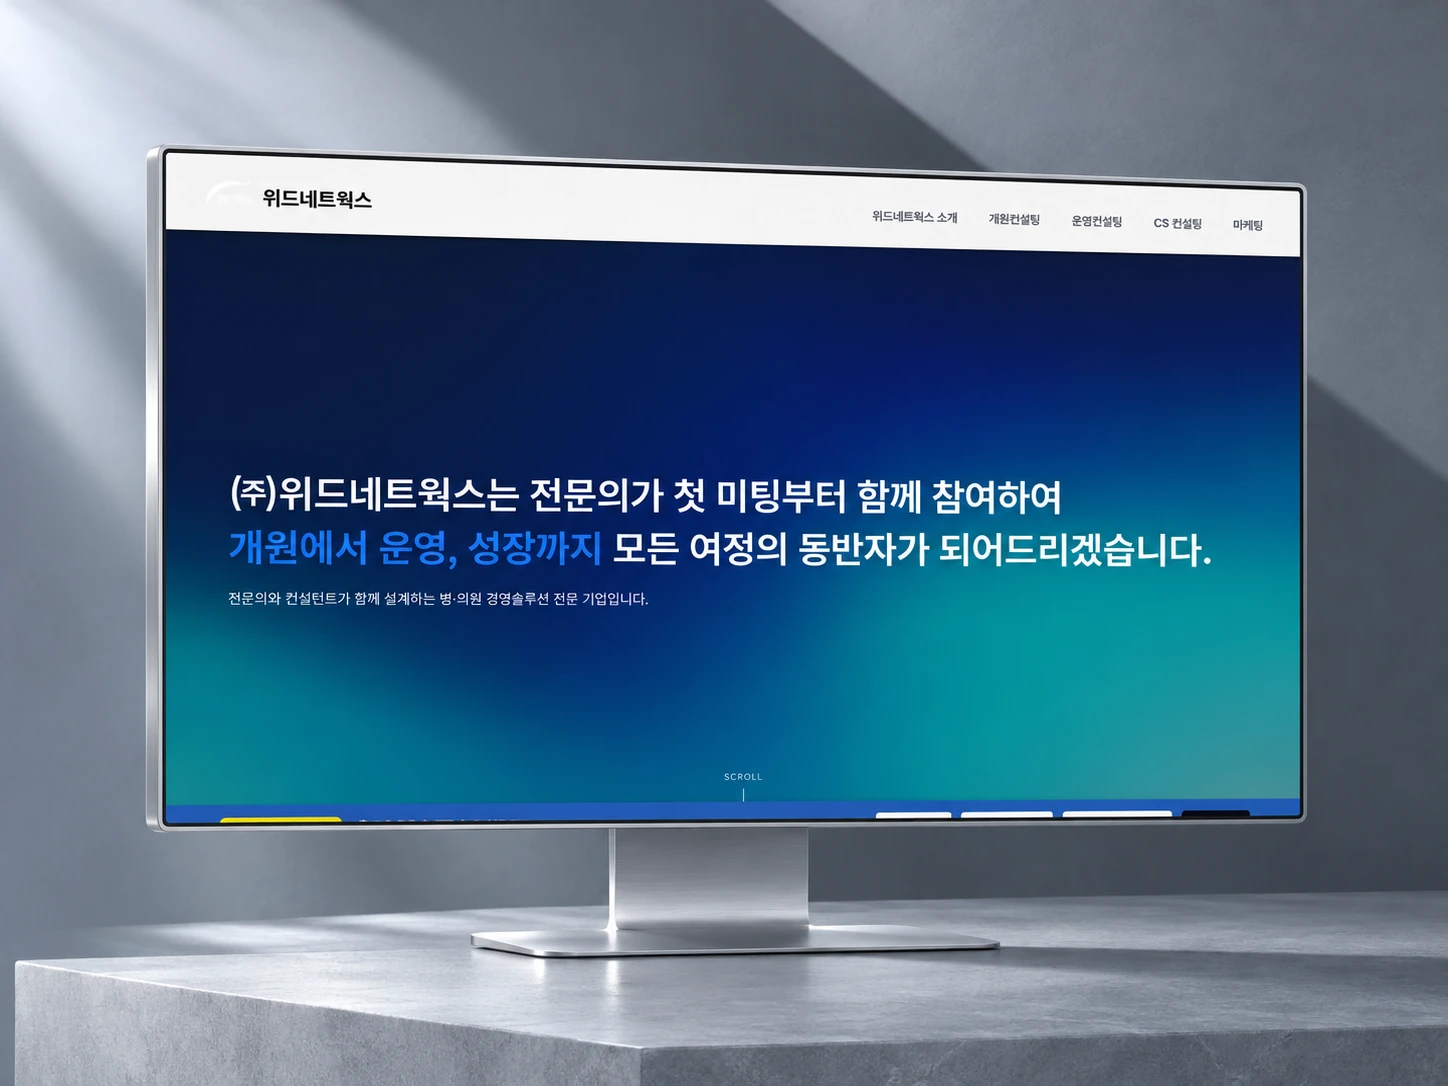 위드네트웍스
위드네트웍스 소개
개원컨설팅
운영컨설팅
CS 컨설팅
마케팅
(주)위드네트웍스는 전문의가 첫 미팅부터 함께 참여하여
개원에서 운영, 성장까지 모든 여정의 동반자가 되어드리겠습니다.
전문의와 컨설턴트가 함께 설계하는 병·의원 경영솔루션 전문 기업입니다.
SCROLL